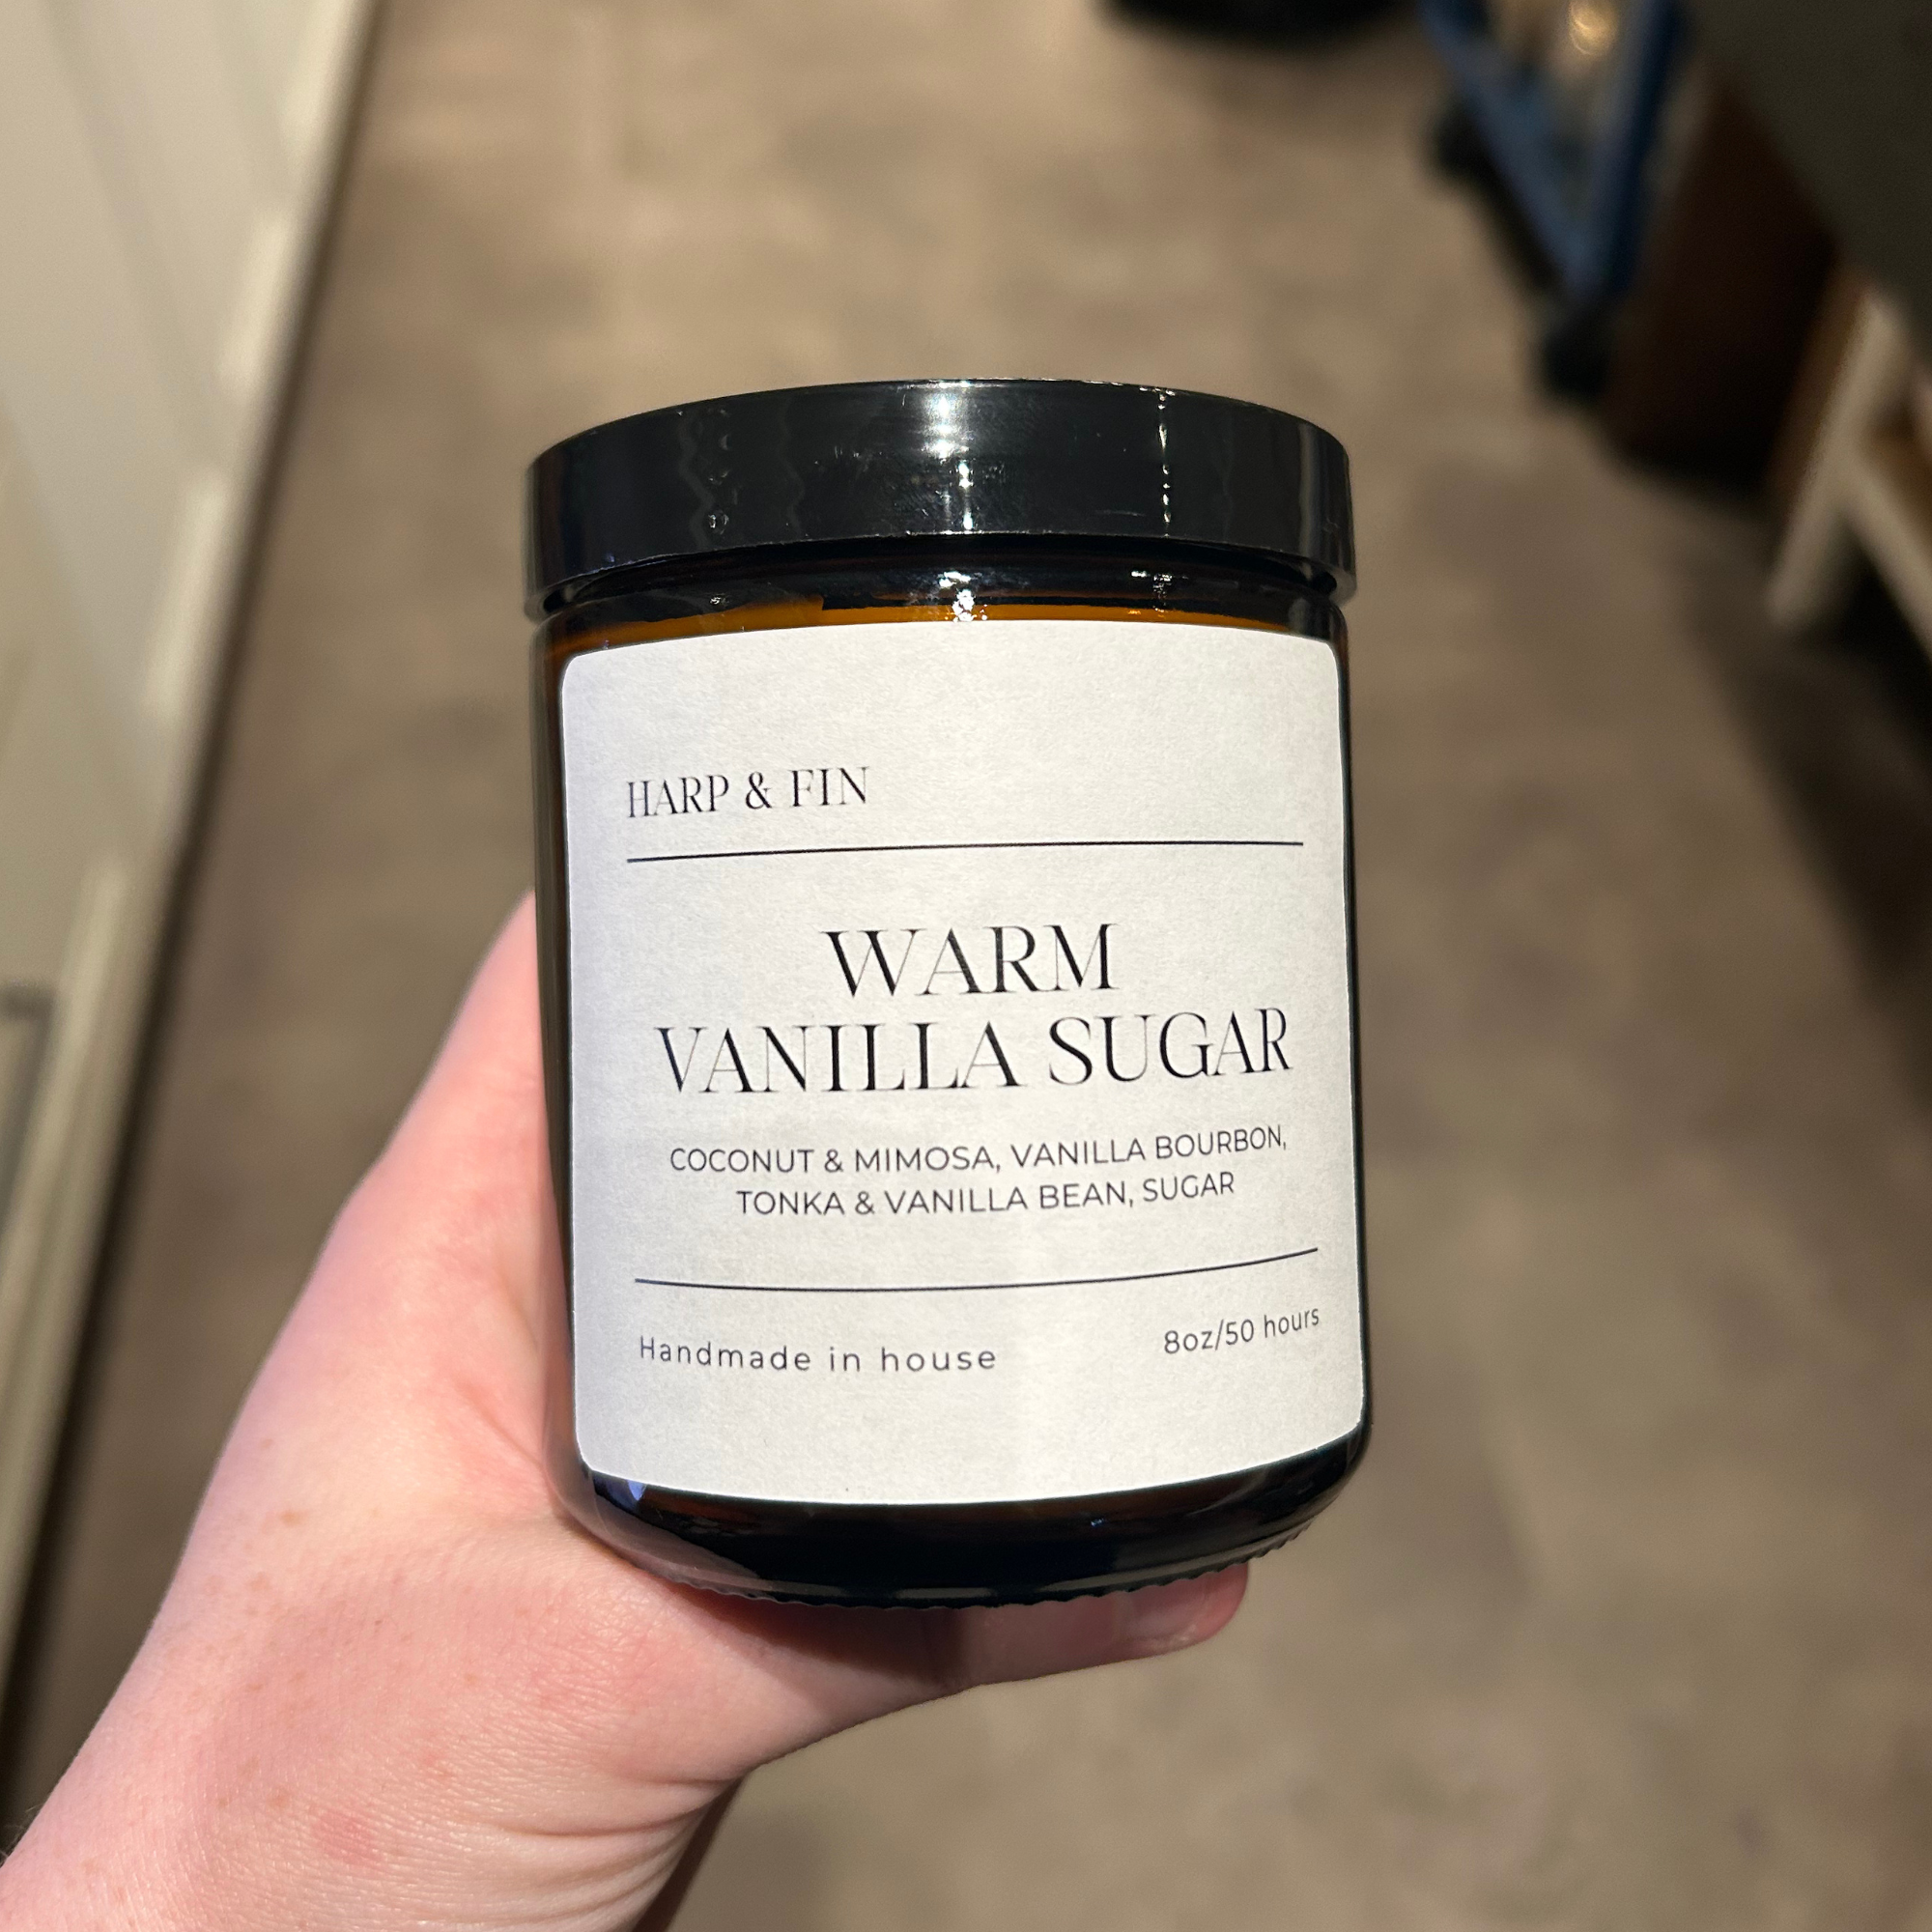 HARP & FIN
WARM
VANILLA SUGAR
COCONUT & MIMOSA, VANILLA BOURBON,
TONKA & VANILLA BEAN, SUGAR
Handmade in house
8oz/50 hours